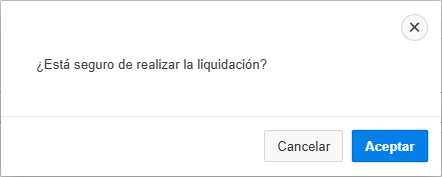 ¿Está seguro de realizar la liquidación?
Cancelar
Aceptar